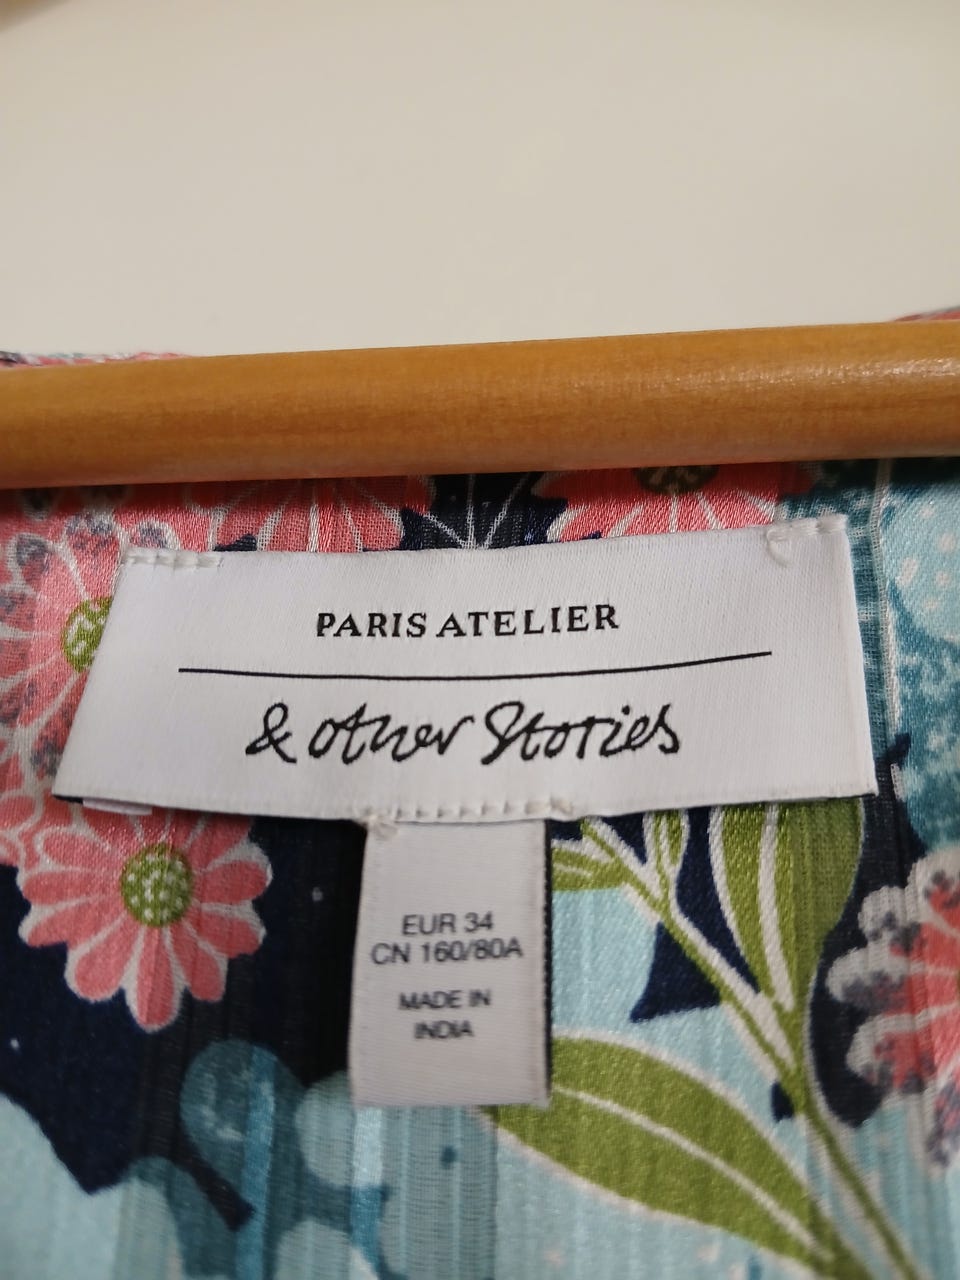 PARIS ATELIER
& other Stories
EUR 34
CN 160/80A
MADE IN
INDIA